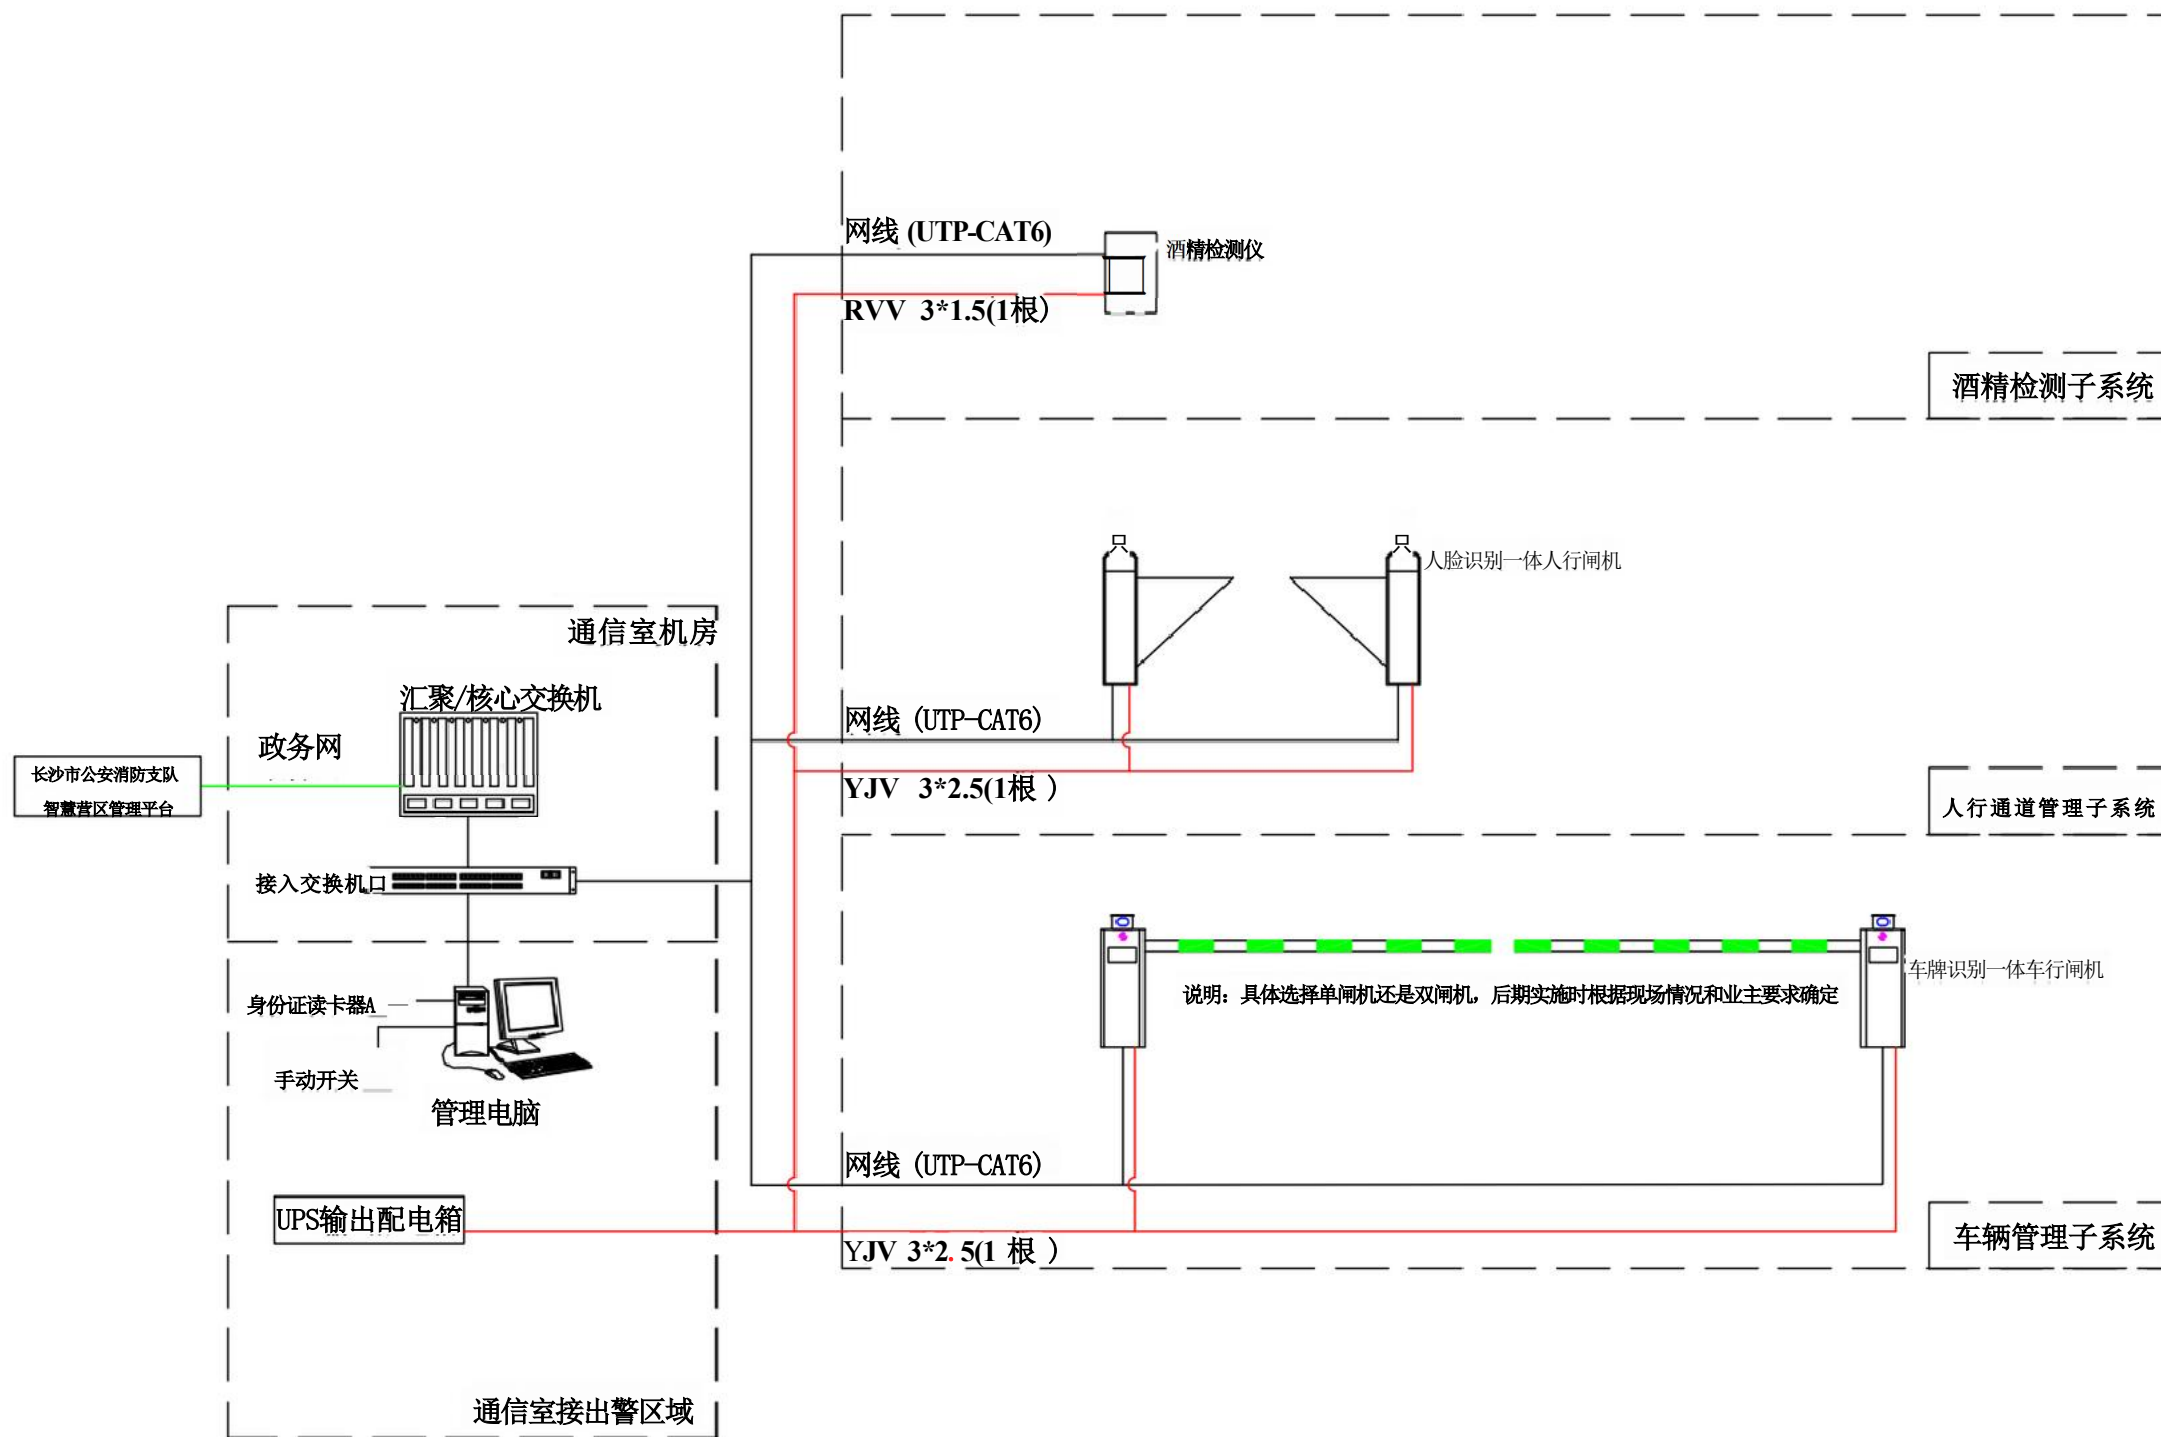 网线 (UTP-CAT6)
酒精检测仪
RVV 3*1.5(1根)
酒精检测子系统
人脸识别一体人行闸机
通信室机房
汇聚/核心交换机
网线 (UTP-CAT6)
政务网
长沙市公安消防支队
智慧营区管理平台
YJV 3*2.5(1根 )
人行通道管理子系统
接入交换机口
车牌识别一体车行闸机
说明: 具体选择单闸机还是双闸机, 后期实施时根据现场情况和业主要求确定
身份证读卡器A
手动开关
管理电脑
网线 (UTP-CAT6)
UPS输出配电箱
YJV 3*2.5(1 根 )
车辆管理子系统
通信室接出警区域